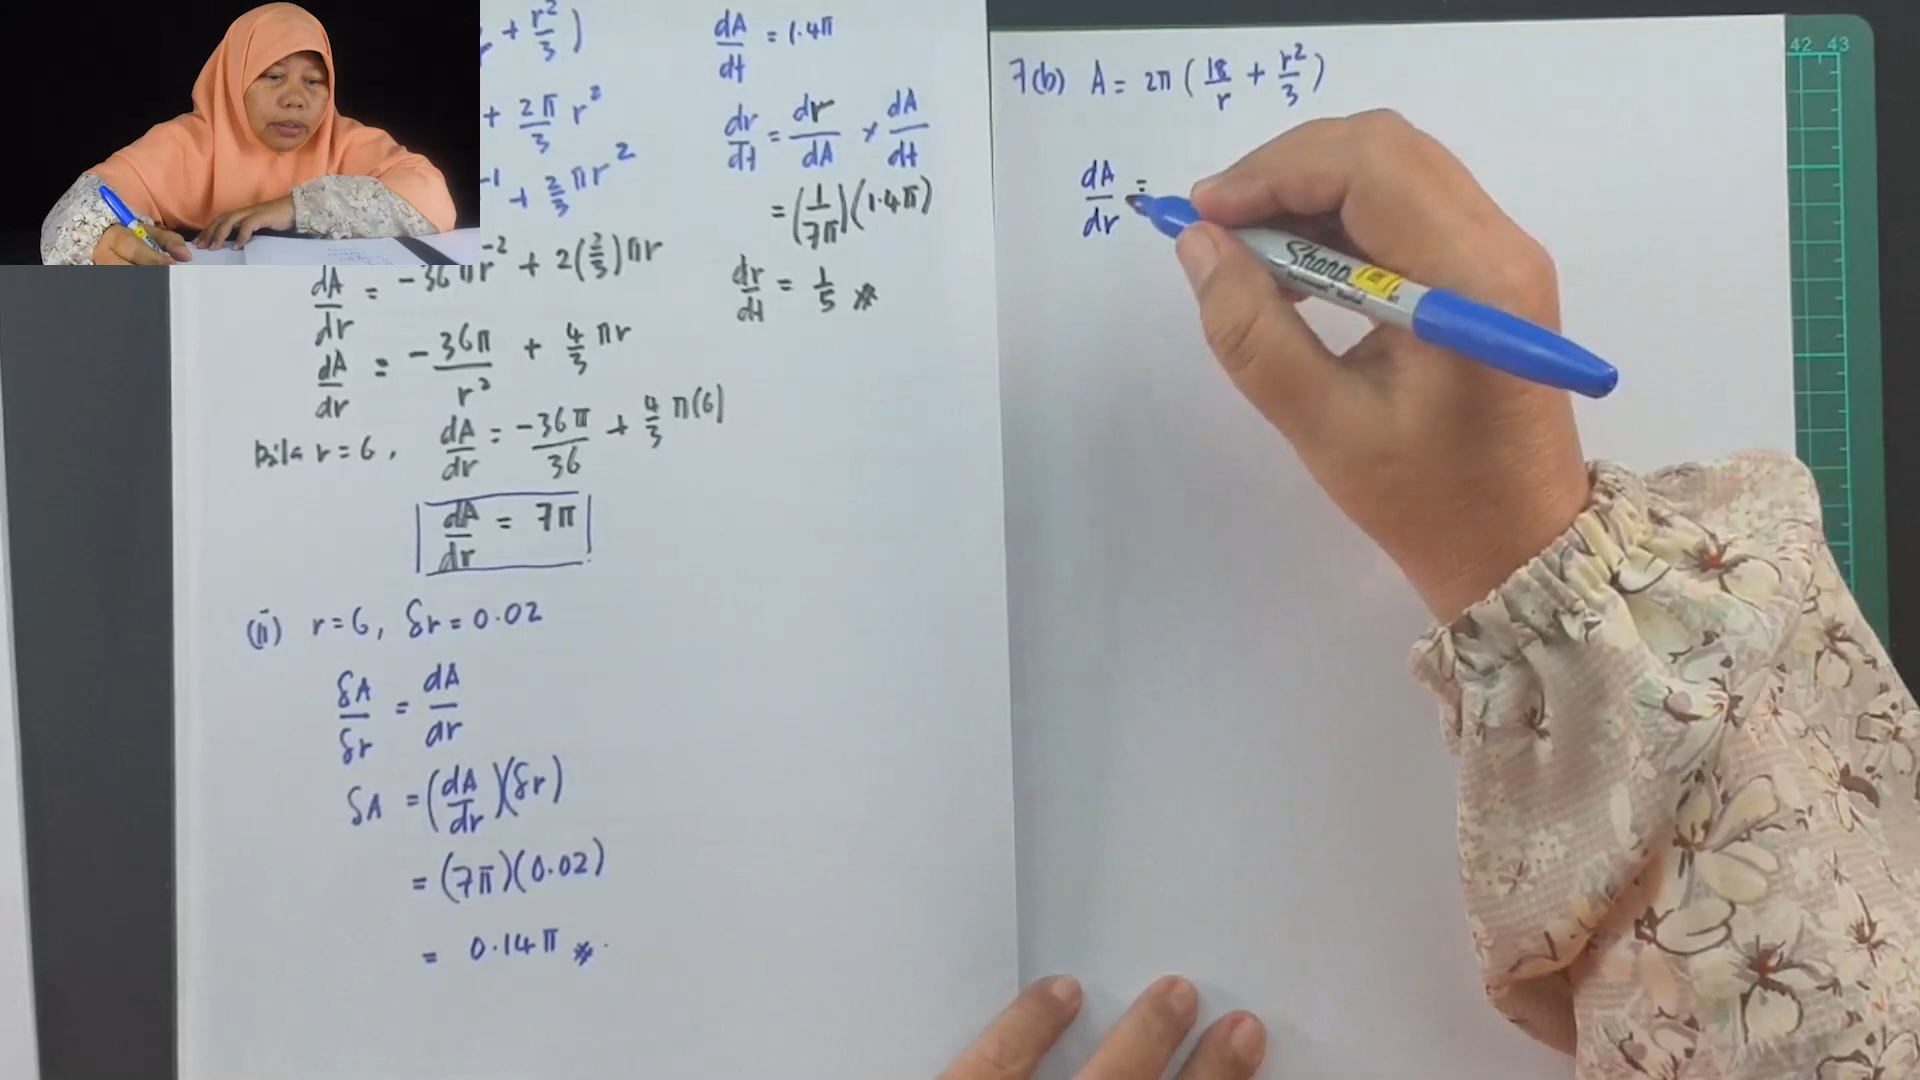 + r²/3 )
+ 2π/3 r²
-1 + 2/3 πr²
dA/dr = -36πr⁻² + 2(2/3)πr
dA/dr = - 36π/r² + 4/3 πr
Bila r = 6, dA/dr = -36π/36 + 4/3 π(6)
dA/dr = 7π
(ii) r = 6, δr = 0.02
δA/δr = dA/dr
δA = (dA/dr)(δr)
= (7π)(0.02)
= 0.14π
dA/dt = 1.4π
dr/dt = dr/dA × dA/dt
= (1/7π)(1.4π)
dr/dt = 1/5
7(b) A = 2π ( 18/r + r²/3 )
dA/dr =
Sharp
42 43